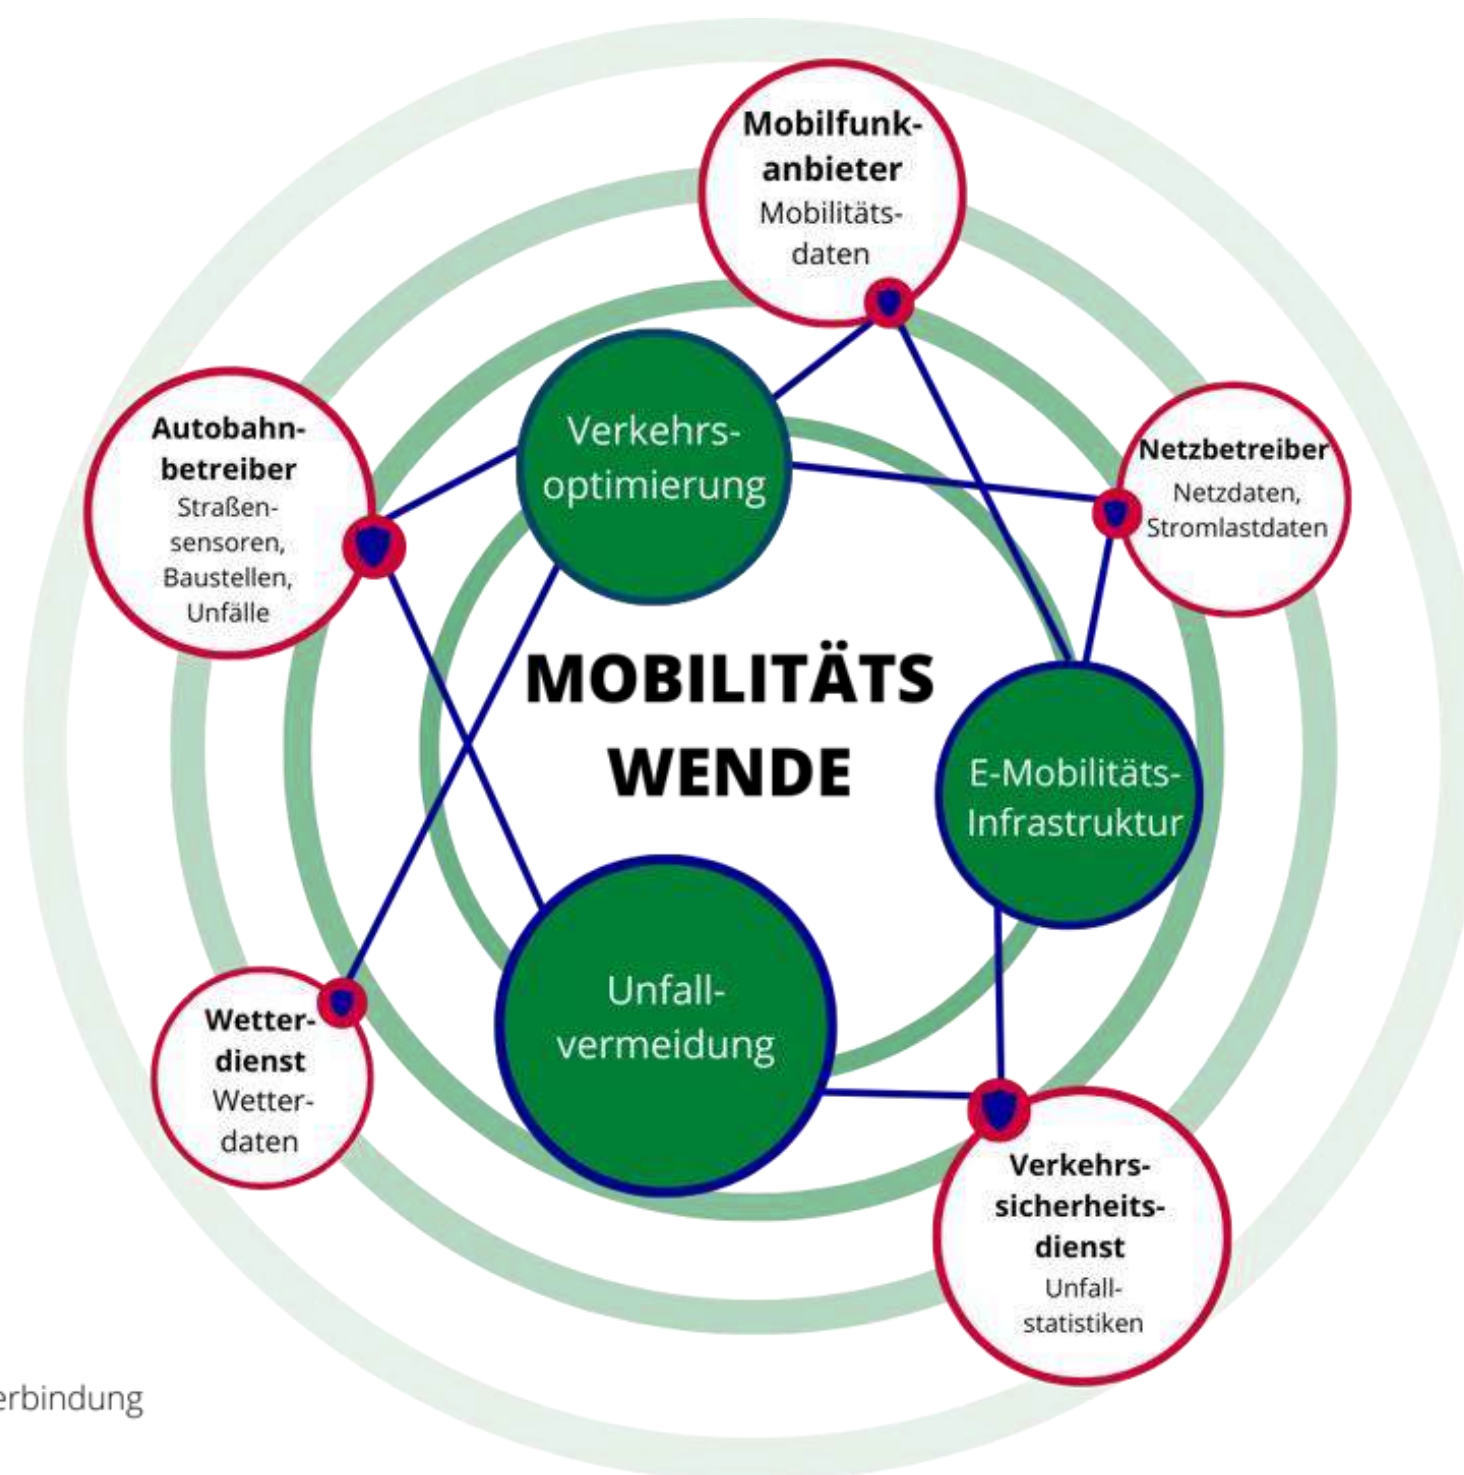 Mobilfunk-
anbieter
Mobilitäts-
daten
Autobahn-
betreiber
Straßen-
sensoren,
Baustellen,
Unfälle
Verkehrs-
optimierung
Netzbetreiber
Netzdaten,
Stromlastdaten
MOBILITÄTS
WENDE
E-Mobilitäts-
Infrastruktur
Unfall-
vermeidung
Wetter-
dienst
Wetter-
daten
Verkehrs-
sicherheits-
dienst
Unfall-
statistiken
erbindung